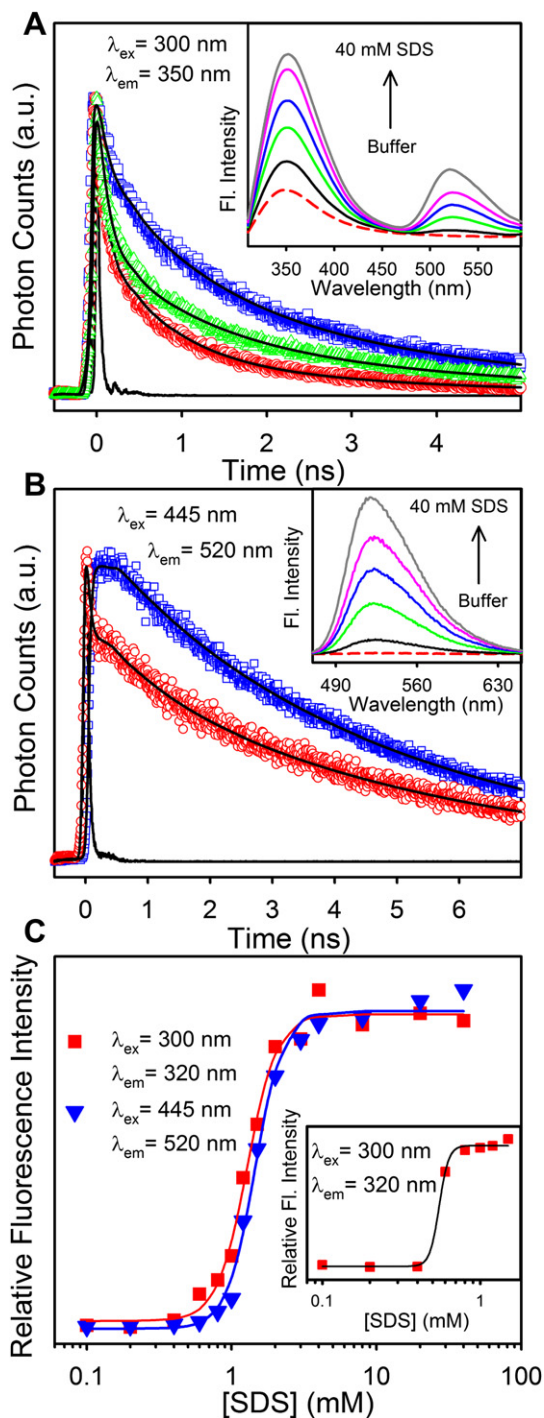 A
λex= 300 nm
λem= 350 nm
Photon Counts (a.u.)
0 1 2 3 4
Time (ns)
40 mM SDS
Buffer
Fl. Intensity
350 400 450 500 550
Wavelength (nm)
B
λex= 445 nm
λem= 520 nm
Photon Counts (a.u.)
0 1 2 3 4 5 6
Time (ns)
40 mM SDS
Buffer
Fl. Intensity
490 560 630
Wavelength (nm)
C
Relative Fluorescence Intensity
λex= 300 nm
λem= 320 nm
λex= 445 nm
λem= 520 nm
0.1 1 10 100
[SDS] (mM)
Relative Fl. Intensity
λex= 300 nm
λem= 320 nm
0.1 1
[SDS] (mM)